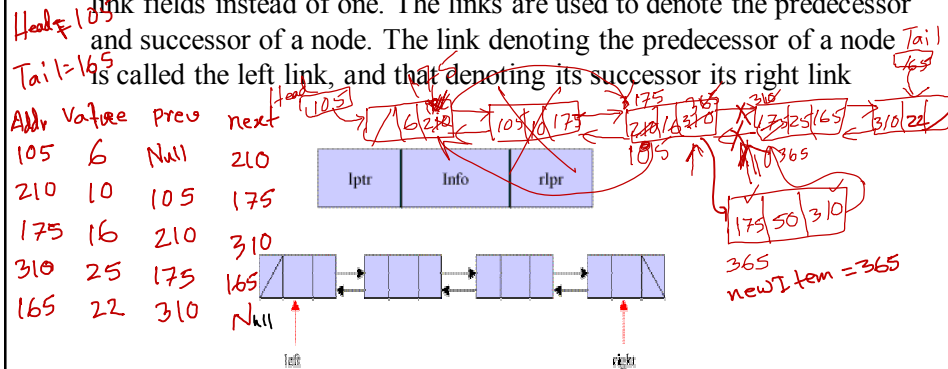 link fields instead of one. The links are used to denote the predecessor
Head = 105
and successor of a node. The link denoting the predecessor of a node
Tail
Tail=165
is called the left link, and that denoting its successor its right link
165
Head
105
Addr Value prev next
105 6 Null 210
210 10 105 175
175 16 210 310
310 25 175 165
165 22 310 Null
6 210
105 10 175
175
210 16 310
365
105
310
175 25 165
365
310 22
lptr Info rlpr
175 50 310
365
newItem = 365
left right